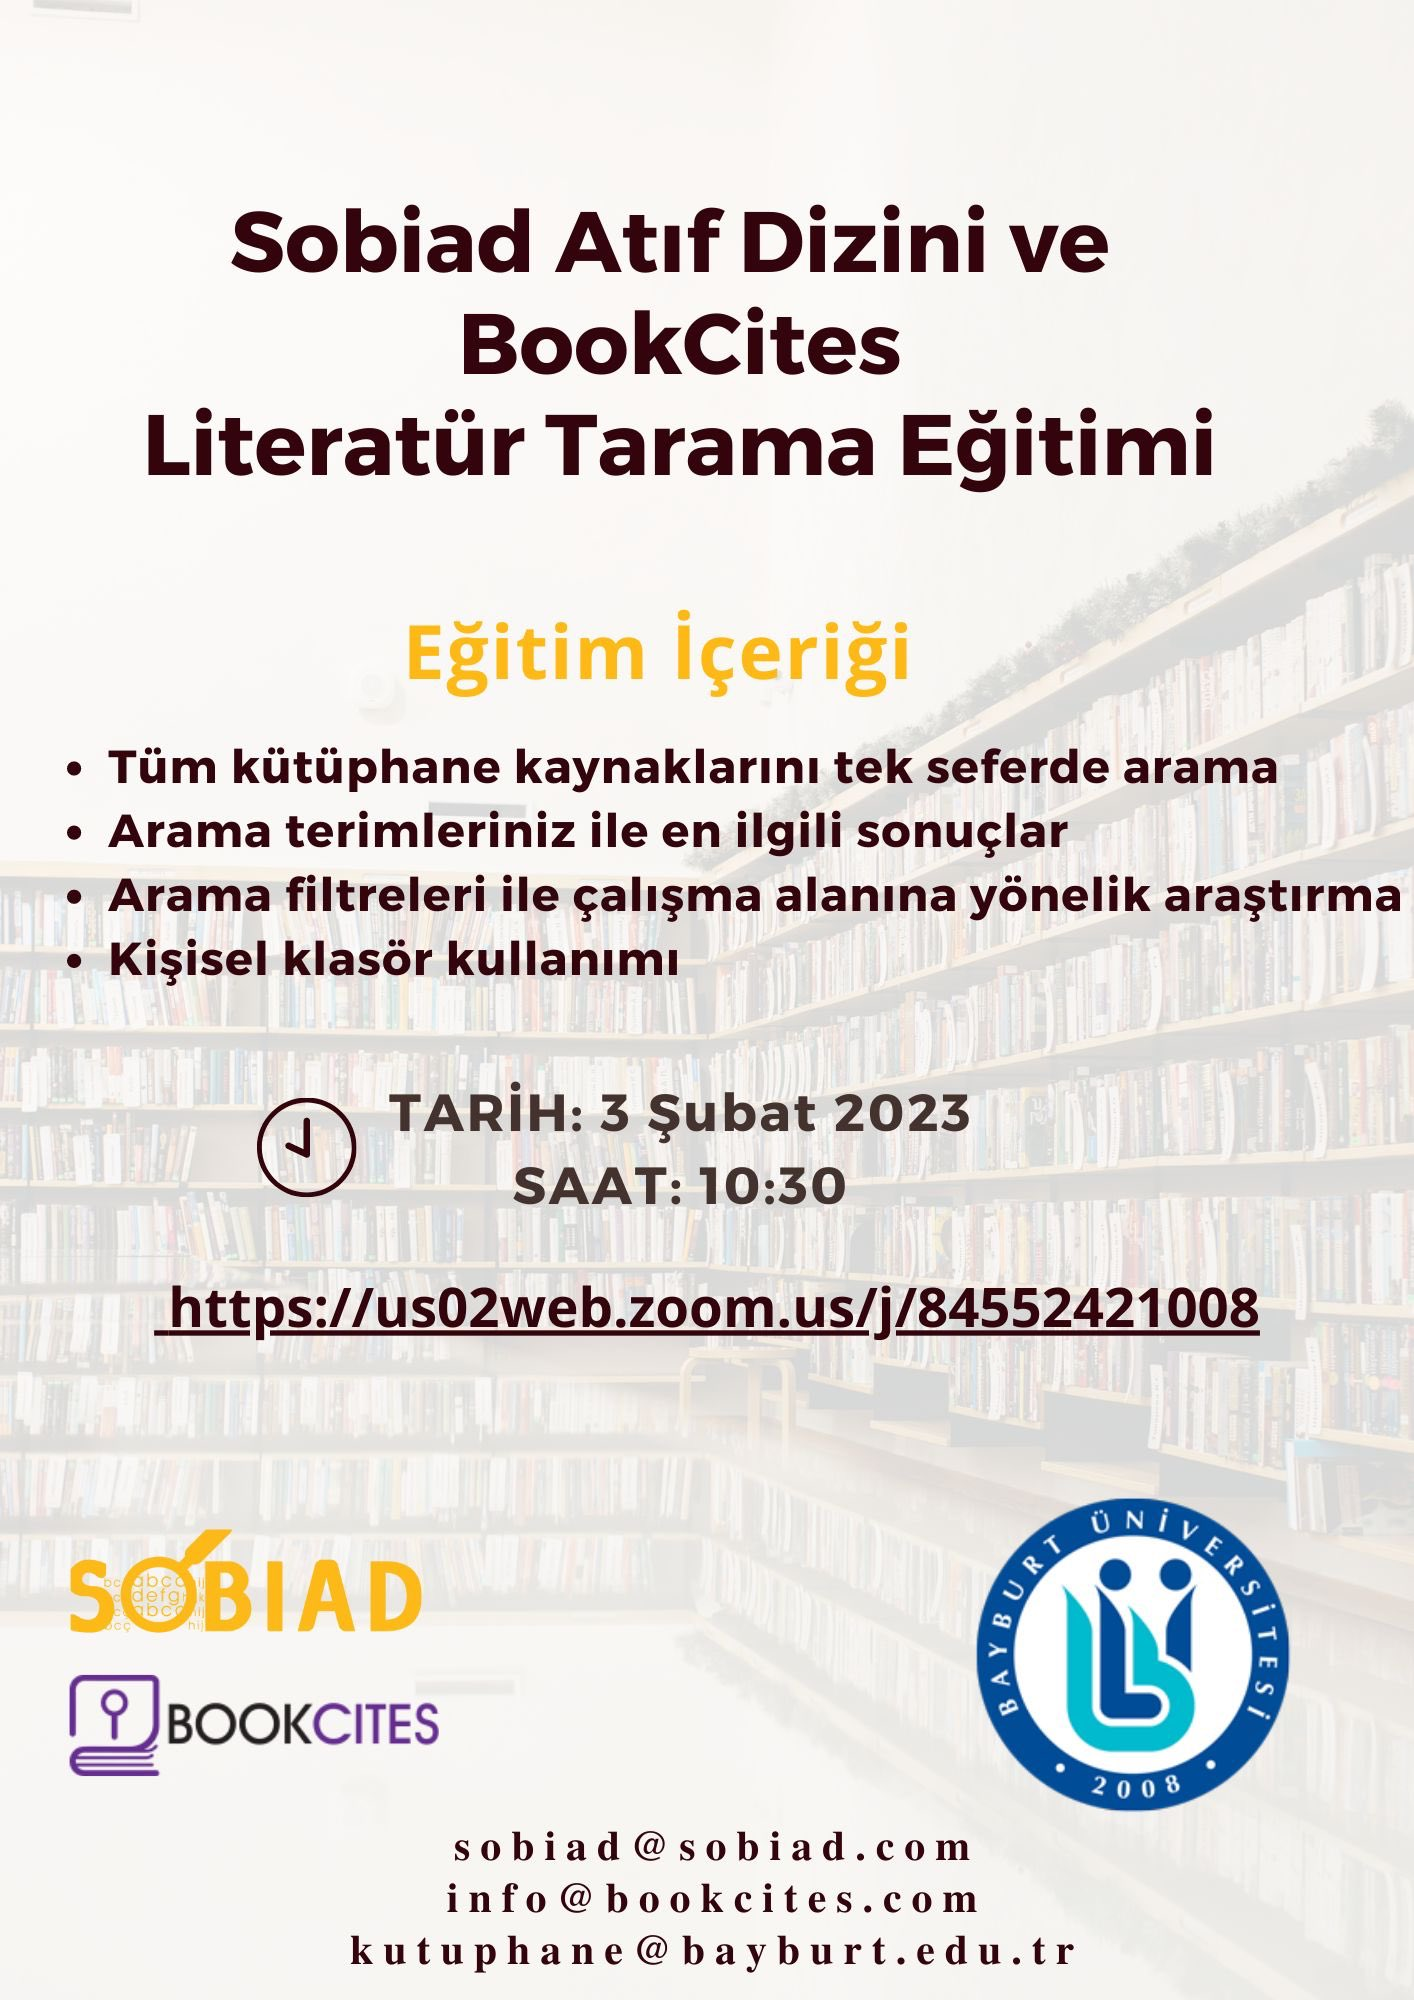 Sobiad Atıf Dizini ve
BookCites
Literatür Tarama Eğitimi
Eğitim İçeriği
• Tüm kütüphane kaynaklarını tek seferde arama
• Arama terimleriniz ile en ilgili sonuçlar
• Arama filtreleri ile çalışma alanına yönelik araştırma
• Kişisel klasör kullanımı
TARİH: 3 Şubat 2023
SAAT: 10:30
https://us02web.zoom.us/j/84552421008
SOBIAD
BOOKCITES
BAYBURT ÜNİVERSİTESİ
• 2008 •
sobiad@sobiad.com
info@bookcites.com
kutuphane@bayburt.edu.tr